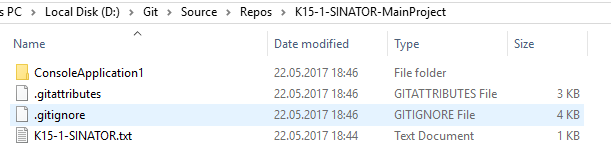 s PC > Local Disk (D:) > Git > Source > Repos > K15-1-SINATOR-MainProject
Name Date modified Type Size
ConsoleApplication1 22.05.2017 18:46 File folder
.gitattributes 22.05.2017 18:46 GITATTRIBUTES File 3 KB
.gitignore 22.05.2017 18:46 GITIGNORE File 4 KB
K15-1-SINATOR.txt 22.05.2017 18:44 Text Document 1 KB